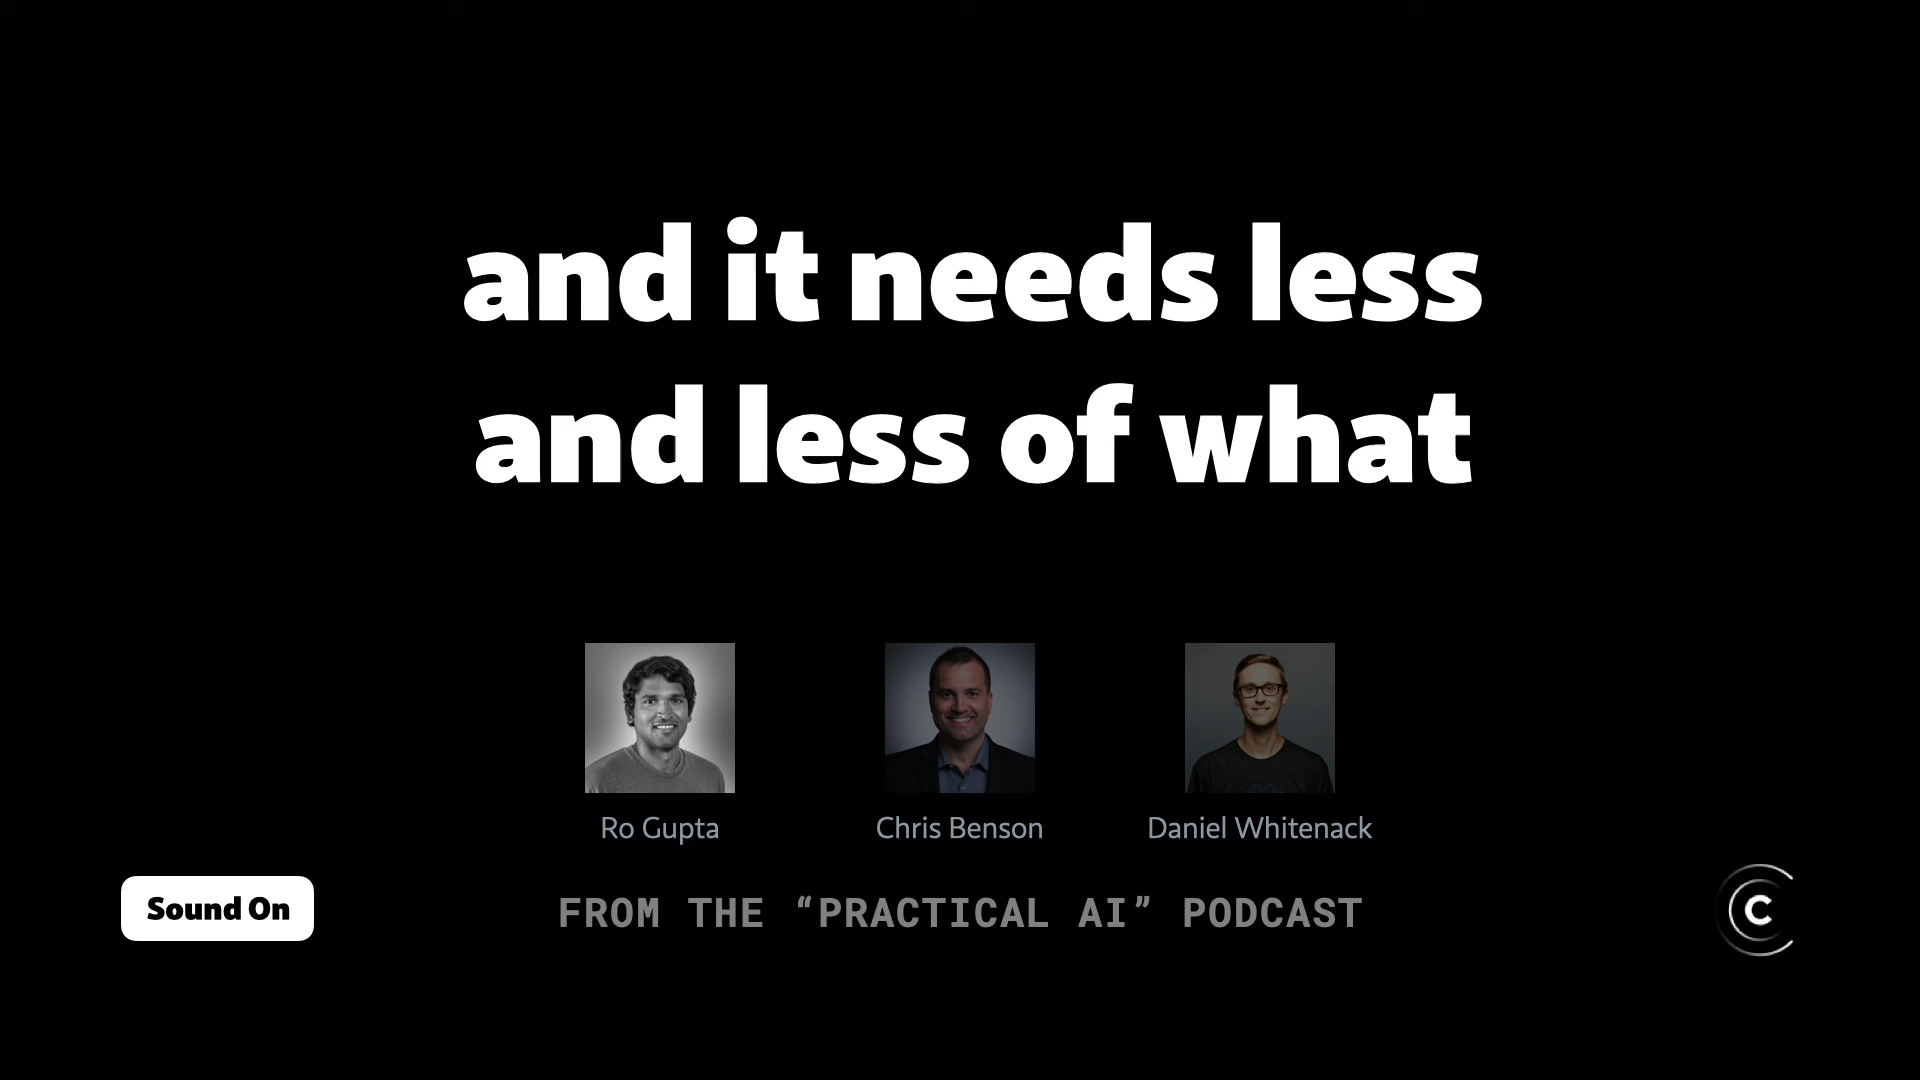 and it needs less
and less of what
Ro Gupta
Chris Benson
Daniel Whitenack
Sound On
FROM THE “PRACTICAL AI” PODCAST
C